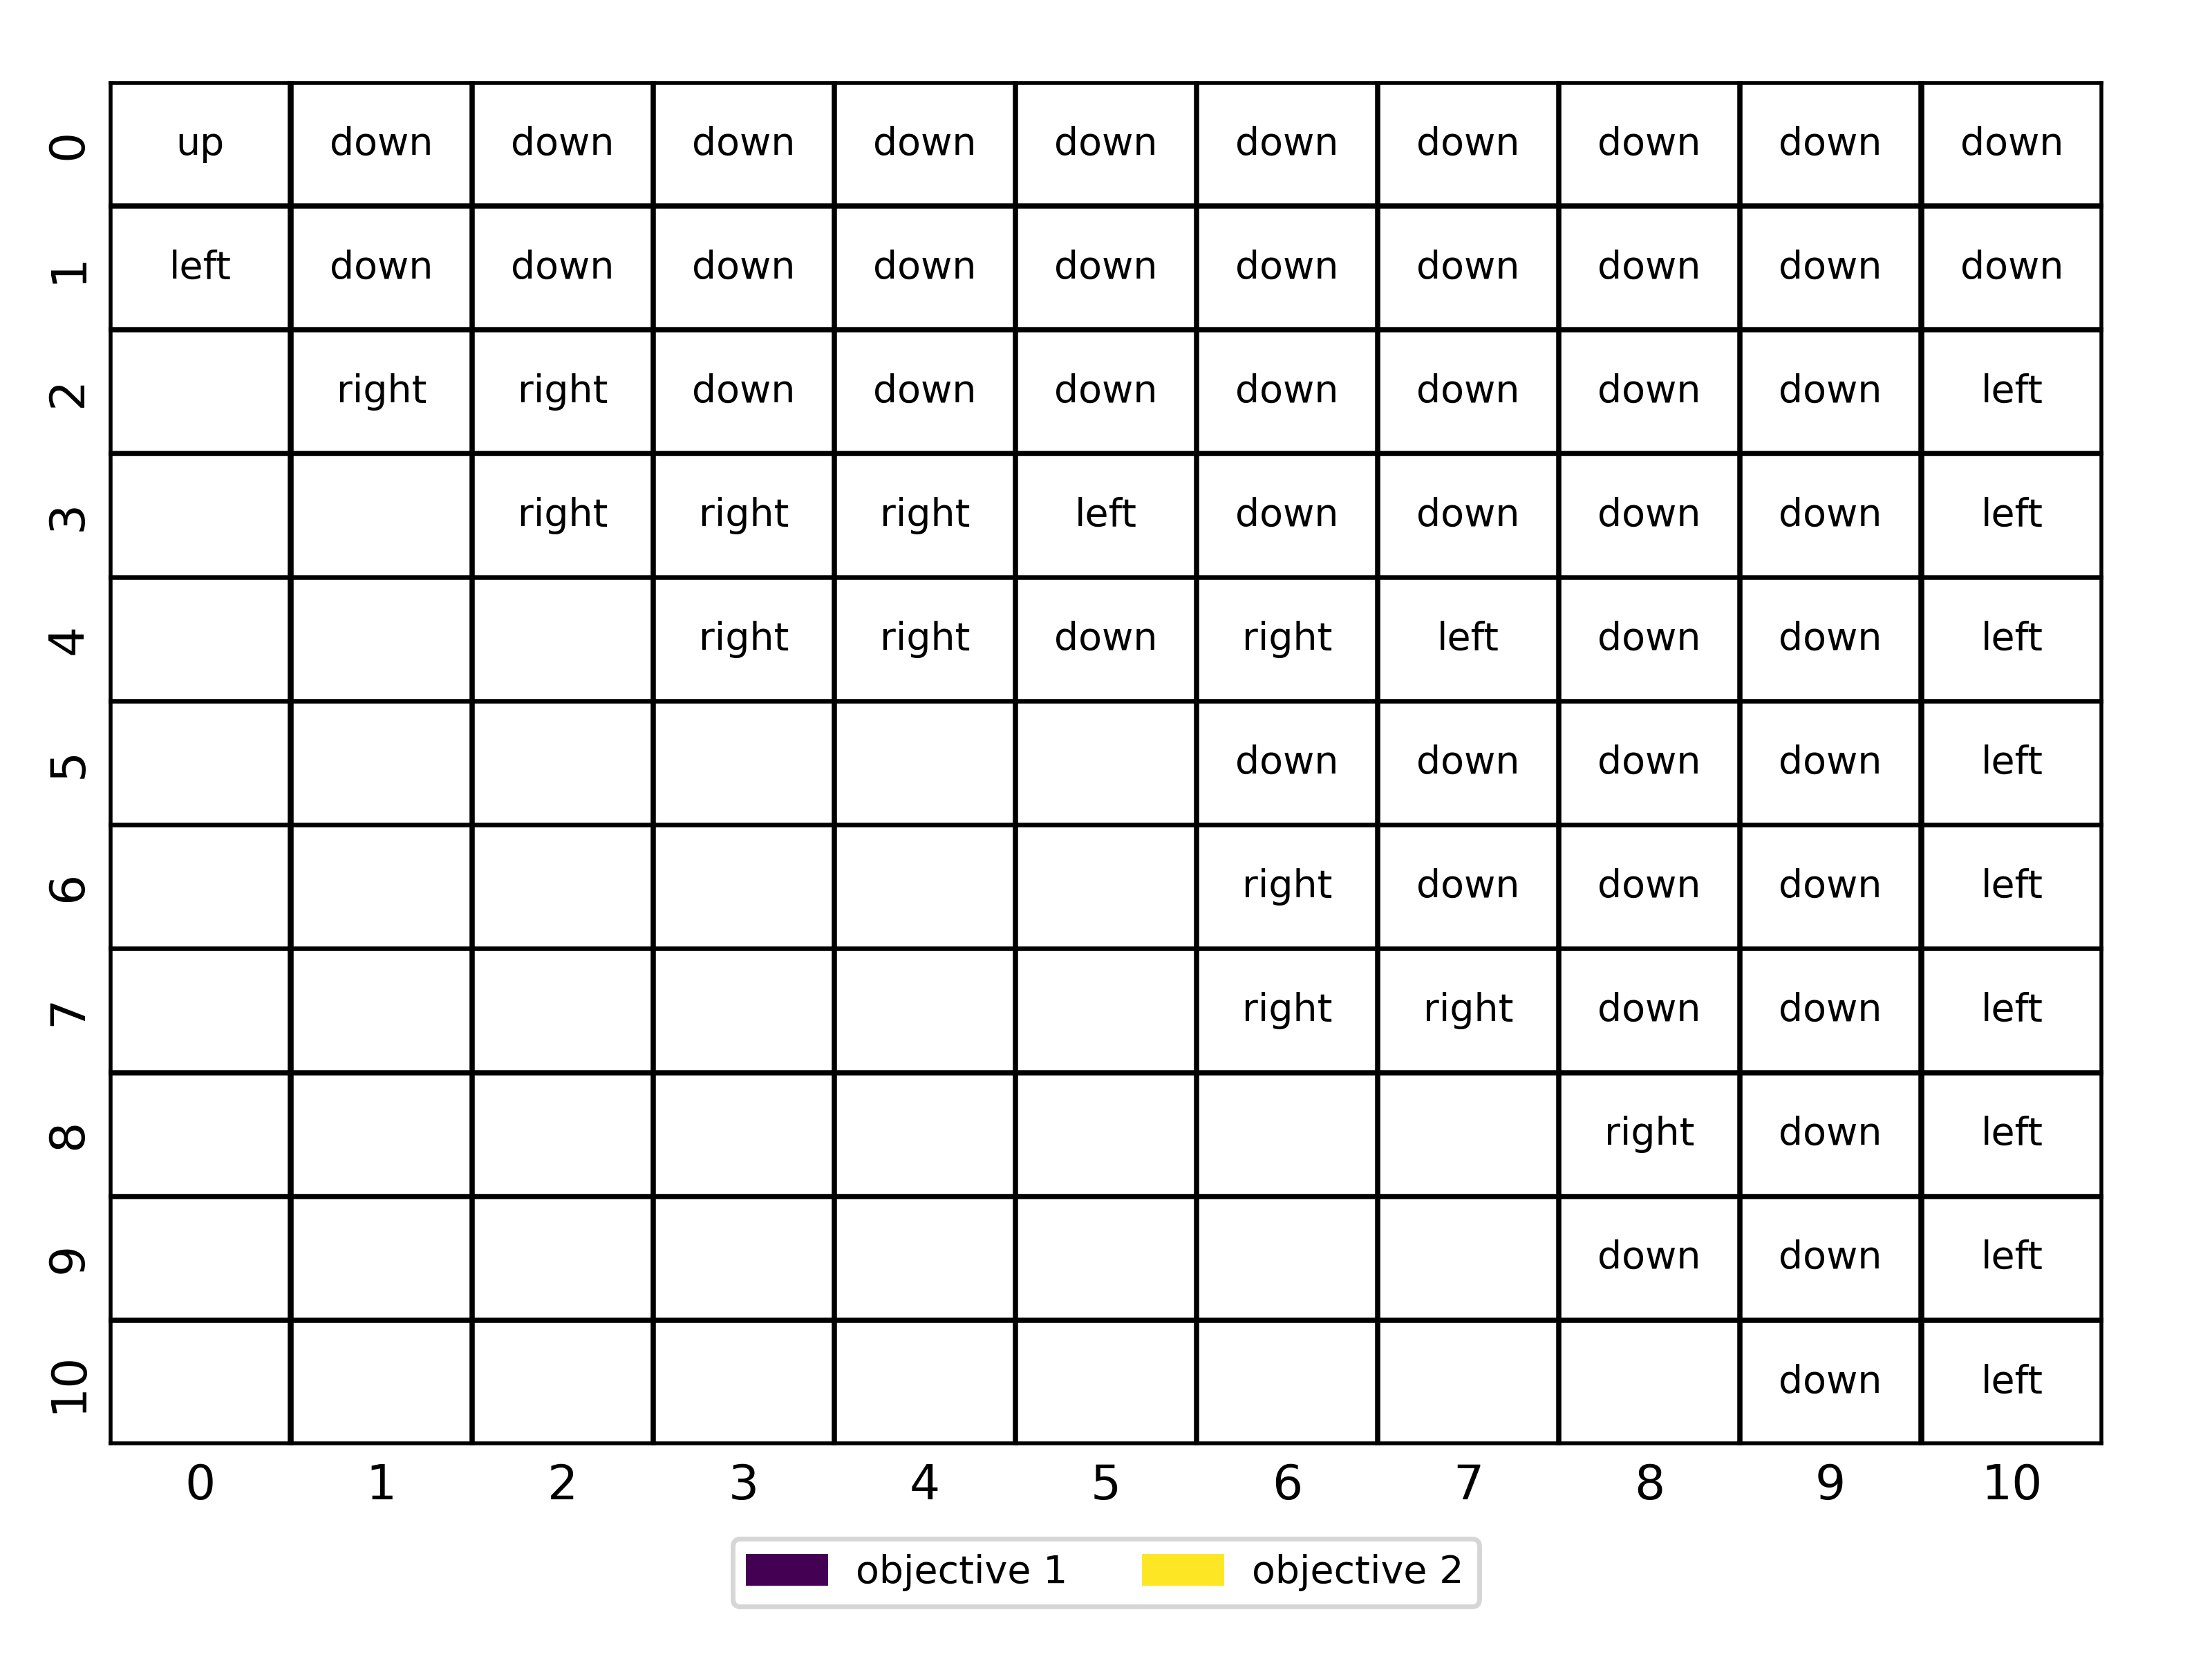 0 up down down down down down down down down down down
1 left down down down down down down down down down down
2 right right down down down down down down down left
3 right right right left down down down down left
4 right right down right left down down left
5 down down down down left
6 right down down down left
7 right right down down left
8 right down left
9 down down left
10 down left
0 1 2 3 4 5 6 7 8 9 10
objective 1 objective 2